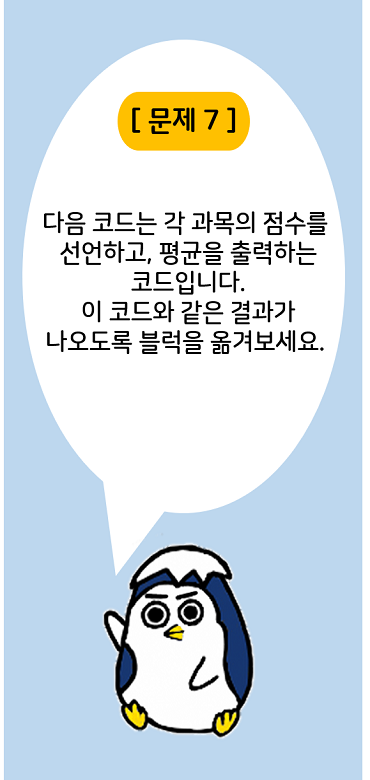 [ 문제 7 ]
다음 코드는 각 과목의 점수를
선언하고, 평균을 출력하는
코드입니다.
이 코드와 같은 결과가
나오도록 블럭을 옮겨보세요.